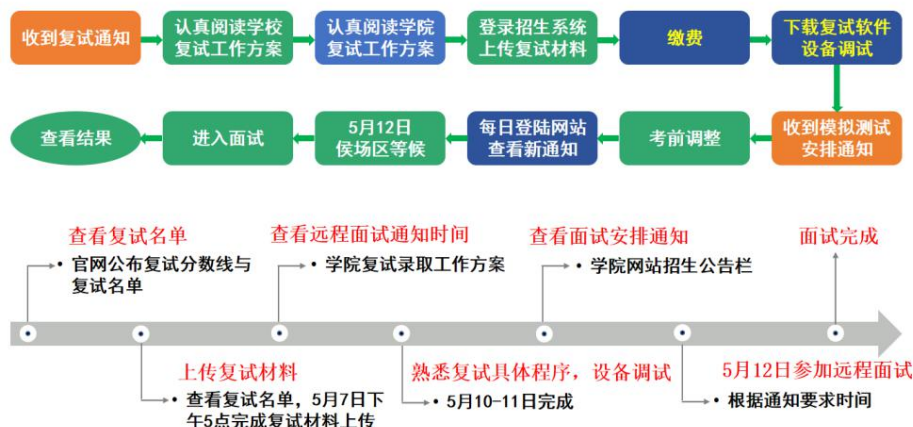 收到复试通知
认真阅读学校
复试工作方案
认真阅读学院
复试工作方案
登录招生系统
上传复试材料
缴费
下载复试软件
设备调试
收到模拟测试
安排通知
考前调整
每日登陆网站
查看新通知
5月12日
侯场区等候
进入面试
查看结果
查看复试名单
• 官网公布复试分数线与
复试名单
上传复试材料
• 查看复试名单，5月7日下
午5点完成复试材料上传
查看远程面试通知时间
• 学院复试录取工作方案
熟悉复试具体程序，设备调试
• 5月10-11日完成
查看面试安排通知
• 学院网站招生公告栏
5月12日参加远程面试
• 根据通知要求时间
面试完成